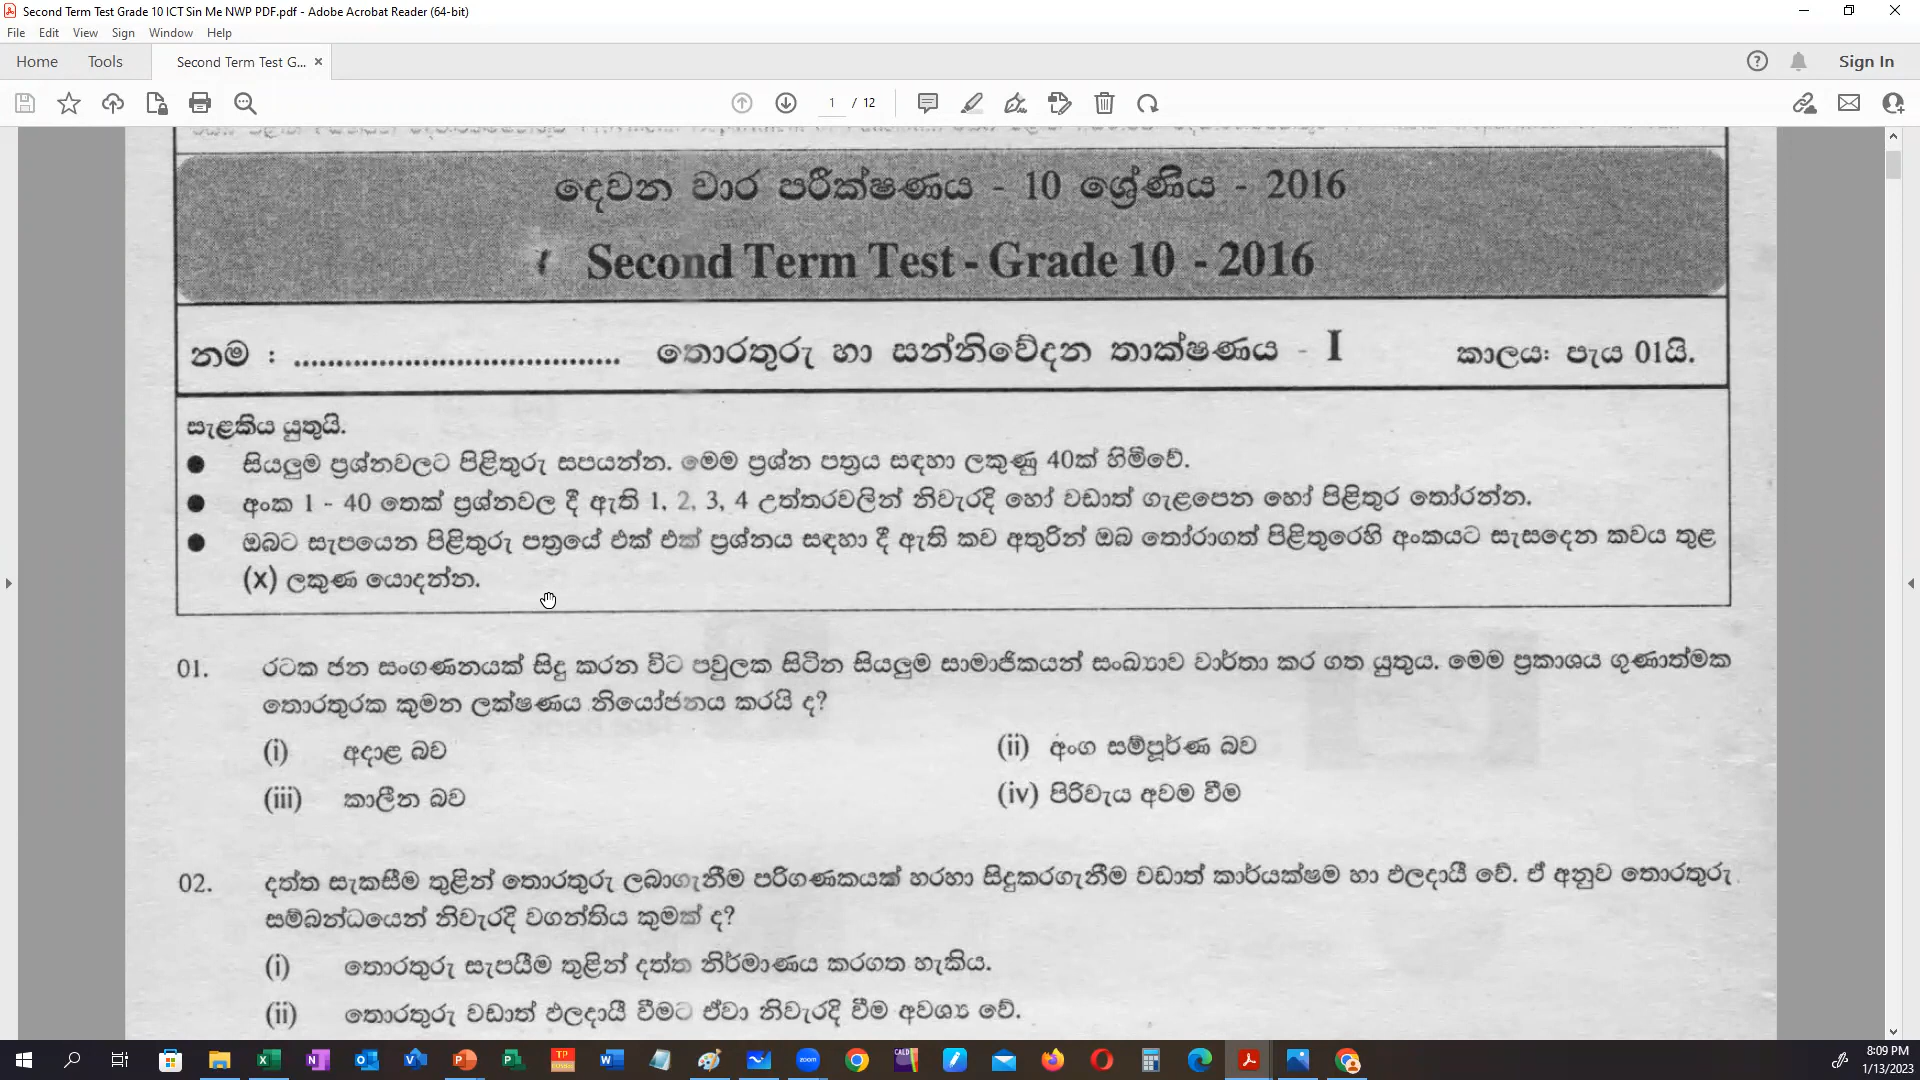 Second Term Test Grade 10 ICT Sin Me NWP PDF.pdf - Adobe Acrobat Reader (64-bit)
File Edit View Sign Window Help
Home Tools Second Term Test G... Sign In
1 / 12
දෙවන වාර පරීක්ෂණය - 10 ශ්‍රේණිය - 2016
Second Term Test - Grade 10 - 2016
නම : ....................................... තොරතුරු හා සන්නිවේදන තාක්ෂණය - I කාලය: පැය 01යි.
සැළකිය යුතුයි.
● සියලුම ප්‍රශ්නවලට පිළිතුරු සපයන්න. මෙම ප්‍රශ්න පත්‍රය සඳහා ලකුණු 40ක් හිමිවේ.
● අංක 1 - 40 තෙක් ප්‍රශ්නවල දී ඇති 1, 2, 3, 4 උත්තරවලින් නිවැරදි හෝ වඩාත් ගැළපෙන හෝ පිළිතුර තෝරන්න.
● ඔබට සැපයෙන පිළිතුරු පත්‍රයේ එක් එක් ප්‍රශ්නය සඳහා දී ඇති කව අතුරින් ඔබ තෝරාගත් පිළිතුරෙහි අංකයට සැසඳෙන කවය තුළ
(x) ලකුණ යොදන්න.
01. රටක ජන සංගණනයක් සිදු කරන විට පවුලක සිටින සියලුම සාමාජිකයන් සංඛ්‍යාව වාර්තා කර ගත යුතුය. මෙම ප්‍රකාශය ගුණාත්මක
තොරතුරක කුමන ලක්ෂණය නියෝජනය කරයි ද?
(i) අදාළ බව (ii) අංග සම්පූර්ණ බව
(iii) කාලීන බව (iv) පිරිවැය අවම වීම
02. දත්ත සැකසීම තුළින් තොරතුරු ලබාගැනීම පරිගණකයක් හරහා සිදුකරගැනීම වඩාත් කාර්යක්ෂම හා ඵලදායී වේ. ඒ අනුව තොරතුරු
සම්බන්ධයෙන් නිවැරදි වගන්තිය කුමක් ද?
(i) තොරතුරු සැපයීම තුළින් දත්ත නිර්මාණය කරගත හැකිය.
(ii) තොරතුරු වඩාත් ඵලදායී වීමට ඒවා නිවැරදි වීම අවශ්‍ය වේ.
8:09 PM
1/13/2023